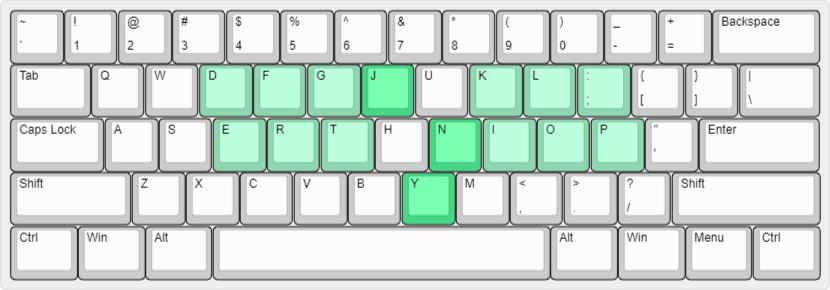 ~ ! @ # $ % ^ & * ( ) _ + Backspace
` 1 2 3 4 5 6 7 8 9 0 - =
Tab Q W D F G J U K L : { } |
; [ ] \
Caps Lock A S E R T H N I O P " Enter
'
Shift Z X C V B Y M < > ? Shift
, . /
Ctrl Win Alt Alt Win Menu Ctrl